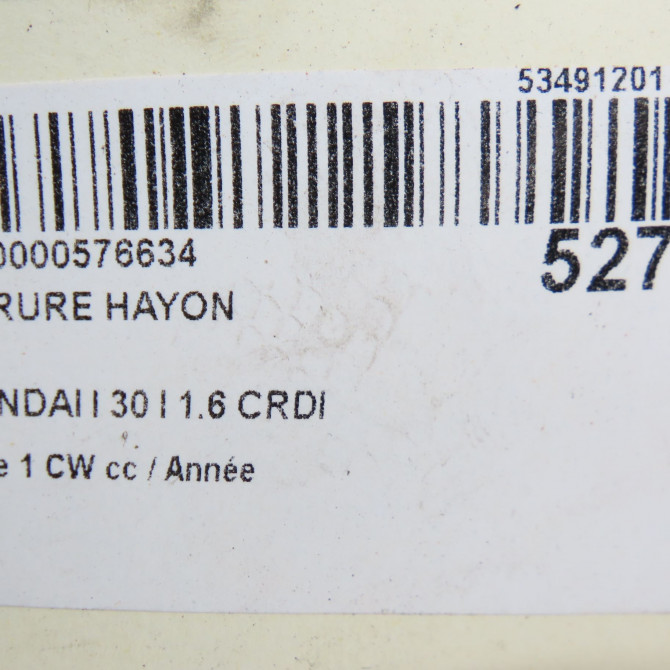 53491201
0000576634
527
RURE HAYON
NDAI I 30 I 1.6 CRDI
e 1 CW cc / Année